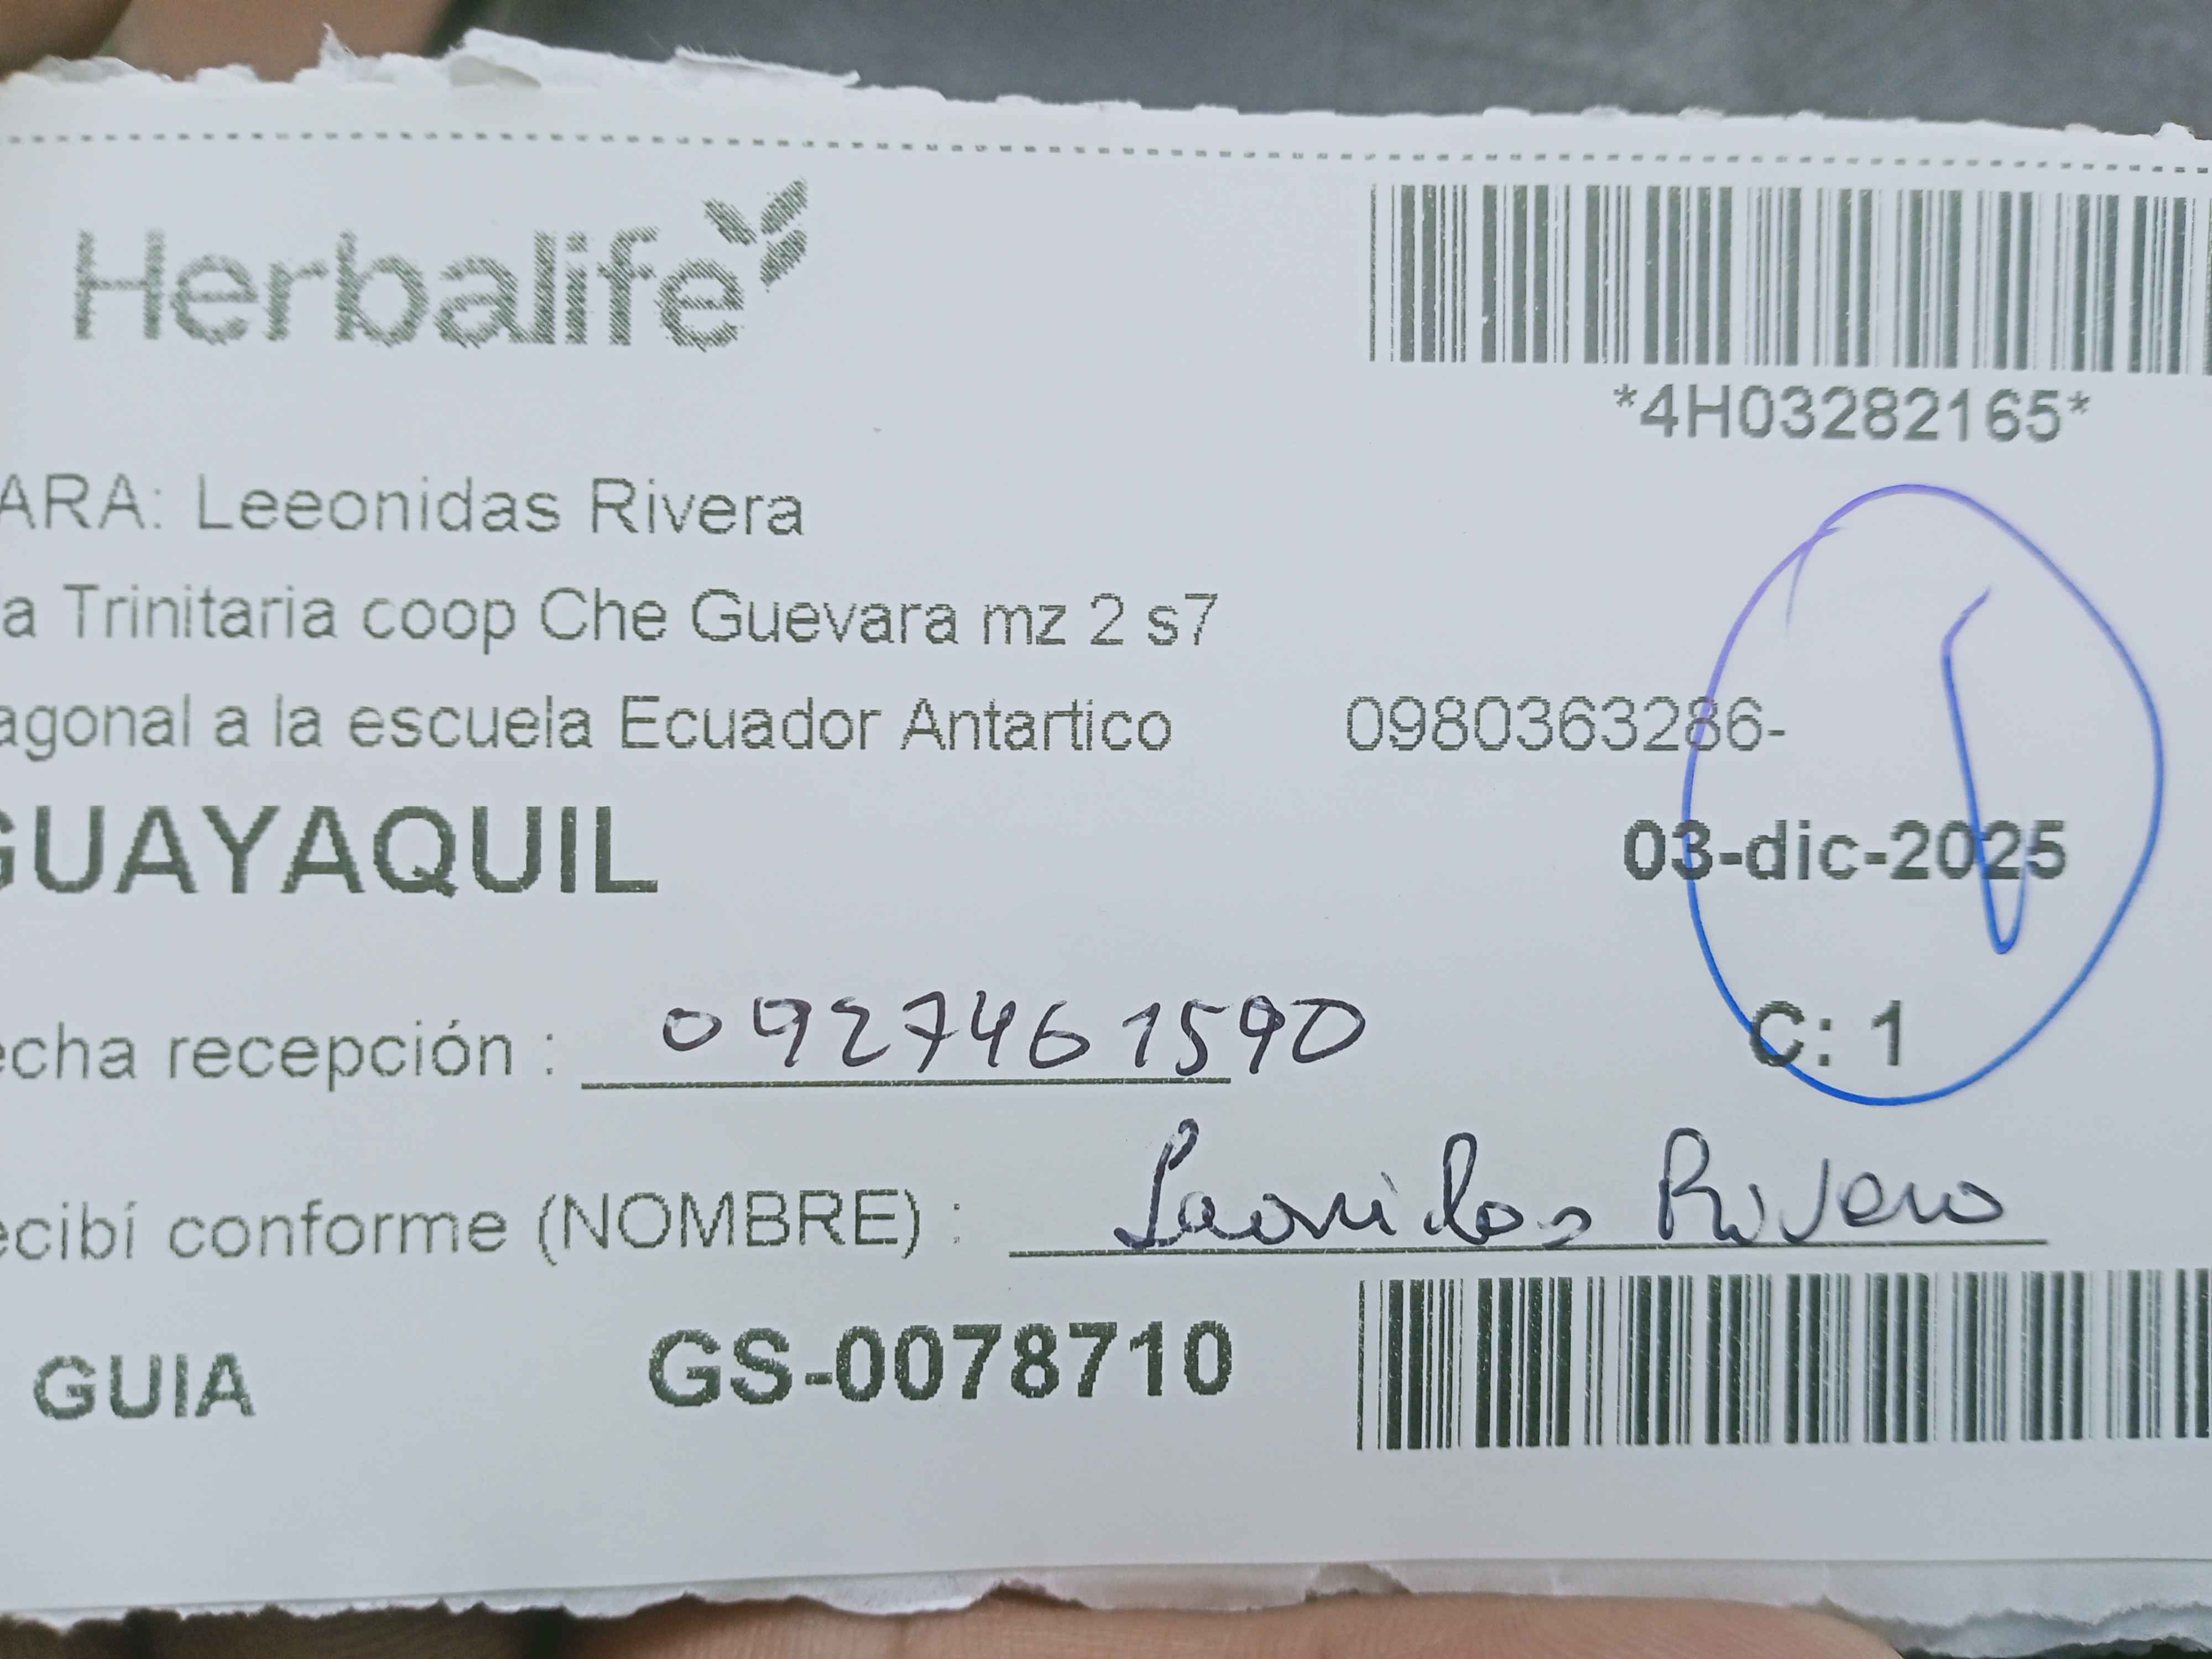 Herbalife
*4H03282165*
ARA: Leeonidas Rivera
a Trinitaria coop Che Guevara mz 2 s7
agonal a la escuela Ecuador Antartico 0980363286-
GUAYAQUIL 03-dic-2025
echa recepción : 0927461590 C: 1
ecibí conforme (NOMBRE) : Leonidas Rivera
GUIA GS-0078710